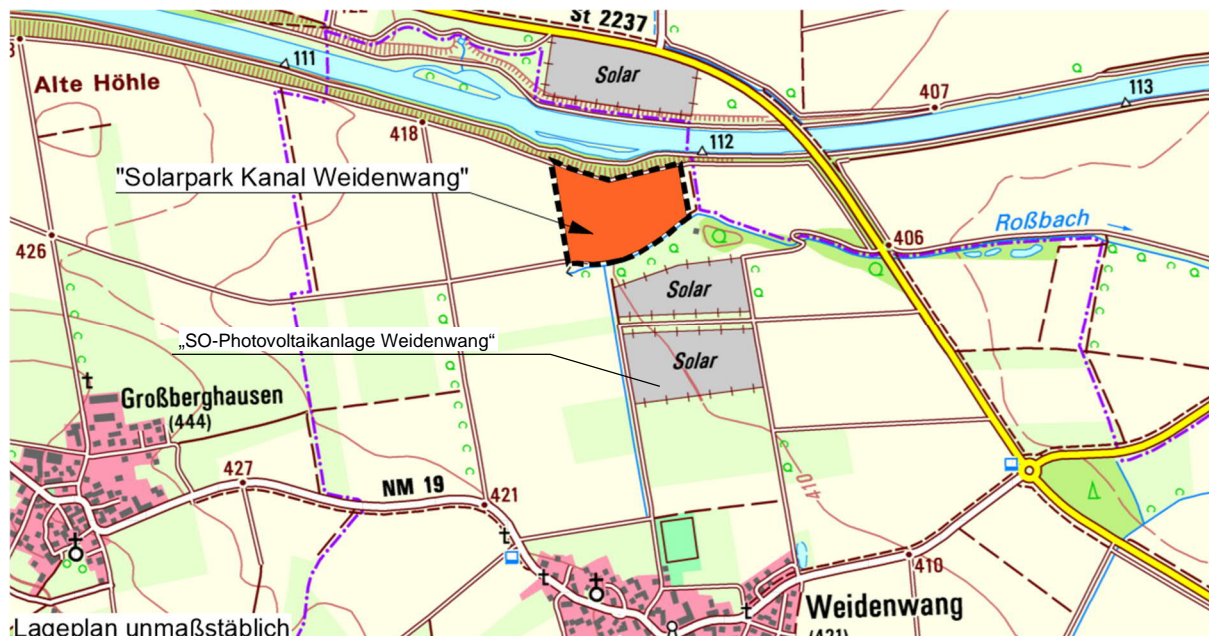 St 2237
111
Alte Höhle
Solar
113
407
418
112
"Solarpark Kanal Weidenwang"
426
Roßbach
406
Solar
„SO-Photovoltaikanlage Weidenwang“
Solar
Großberghausen
(444)
427
NM 19
421
410
410
Weidenwang
(421)
Lageplan unmaßstäblich